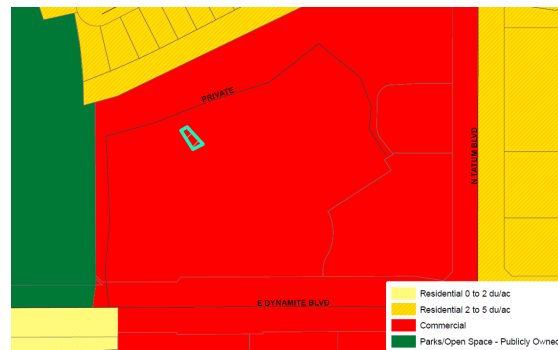 PRIVATE
N TATUM BLVD
E DYNAMITE BLVD
Residential 0 to 2 du/ac
Residential 2 to 5 du/ac
Commercial
Parks/Open Space - Publicly Owned